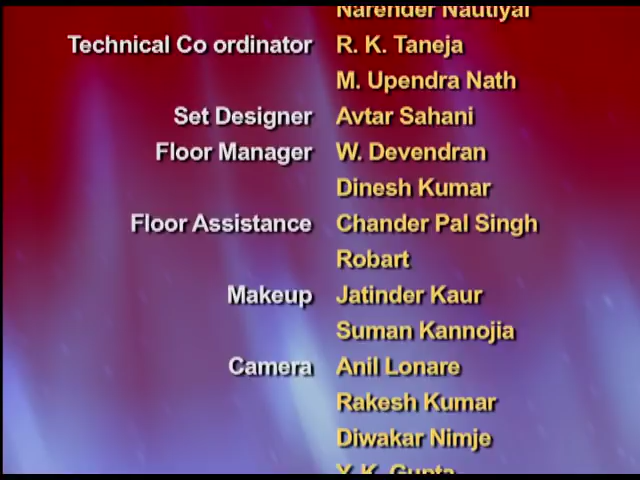 Narender Nautiyal
Technical Co ordinator R. K. Taneja
M. Upendra Nath
Set Designer Avtar Sahani
Floor Manager W. Devendran
Dinesh Kumar
Floor Assistance Chander Pal Singh
Robart
Makeup Jatinder Kaur
Suman Kannojia
Camera Anil Lonare
Rakesh Kumar
Diwakar Nimje
Y. K. Gupta